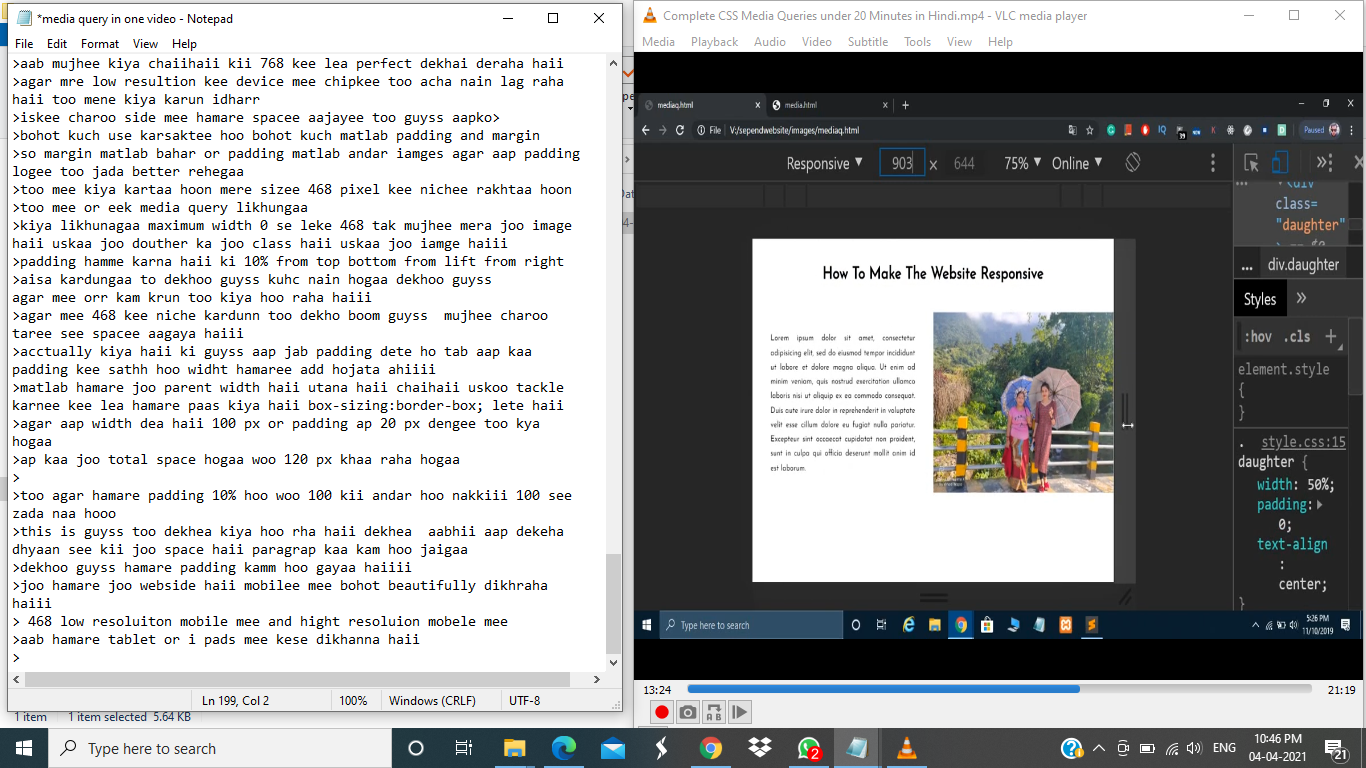 *media query in one video - Notepad
File Edit Format View Help
>aab mujhee kiya chaiihaii kii 768 kee lea perfect dekhai deraha haii
>agar mre low resultion kee device mee chipkee too acha nain lag raha
haii too mene kiya karun idharr
>iskee charoo side mee hamare spacee aajayee too guyss aapko>
>bohot kuch use karsaktee hoo bohot kuch matlab padding and margin
>so margin matlab bahar or padding matlab andar iamges agar aap padding
logee too jada better rehegaa
>too mee kiya kartaa hoon mere sizee 468 pixel kee nichee rakhtaa hoon
>too mee or eek media query likhungaa
>kiya likhunagaa maximum width 0 se leke 468 tak mujhee mera joo image
haii uskaa joo douther ka joo class haii uskaa joo iamge haiii
>padding hamme karna haii ki 10% from top bottom from lift from right
>aisa kardungaa to dekhoo guyss kuhc nain hogaa dekhoo guyss
agar mee orr kam krun too kiya hoo raha haiii
>agar mee 468 kee niche kardunn too dekho boom guyss  mujhee charoo
taree see spacee aagaya haiii
>acctually kiya haii ki guyss aap jab padding dete ho tab aap kaa
padding kee sathh hoo widht hamaree add hojata ahiiii
>matlab hamare joo parent width haii utana haii chaihaii uskoo tackle
karnee kee lea hamare paas kiya haii box-sizing:border-box; lete haii
>agar aap width dea haii 100 px or padding ap 20 px dengee too kya
hogaa
>ap kaa joo total space hogaa woo 120 px khaa raha hogaa
>
>too agar hamare padding 10% hoo woo 100 kii andar hoo nakkiii 100 see
zada naa hooo
>this is guyss too dekhea kiya hoo rha haii dekhea  aabhii aap dekeha
dhyaan see kii joo space haii paragrap kaa kam hoo jaigaa
>dekhoo guyss hamare padding kamm hoo gayaa haiiii
>joo hamare joo webside haii mobilee mee bohot beautifully dikhraha
haiii
> 468 low resoluiton mobile mee and hight resoluion mobele mee
>aab hamare tablet or i pads mee kese dikhanna haii
>
Ln 199, Col 2 100% Windows (CRLF) UTF-8
1 item 1 item selected 5.64 KB
Complete CSS Media Queries under 20 Minutes in Hindi.mp4 - VLC media player
Media Playback Audio Video Subtitle Tools View Help
mediaq.html media.html
File V:/sependwebsite/images/mediaq.html Paused
Responsive 903 × 644 75% Online
How To Make The Website Responsive
Lorem ipsum dolor sit amet, consectetur
adipisicing elit, sed do eiusmod tempor incididunt
ut labore et dolore magna aliqua. Ut enim ad
minim veniam, quis nostrud exercitation ullamco
laboris nisi ut aliquip ex ea commodo consequat.
Duis aute irure dolor in reprehenderit in voluptate
velit esse cillum dolore eu fugiat nulla pariatur.
Excepteur sint occaecat cupidatat non proident,
sunt in culpa qui officia deserunt mollit anim id
est laborum.
<div
class=
"daughter"
... div.daughter
Styles »
:hov .cls +
element.style
{
}
. style.css:15
daughter {
width: 50%;
padding:
0;
text-align
:
center;
}
Type here to search
5:26 PM
11/10/2019
13:24 21:19
Type here to search
2
ENG
10:46 PM
04-04-2021
21